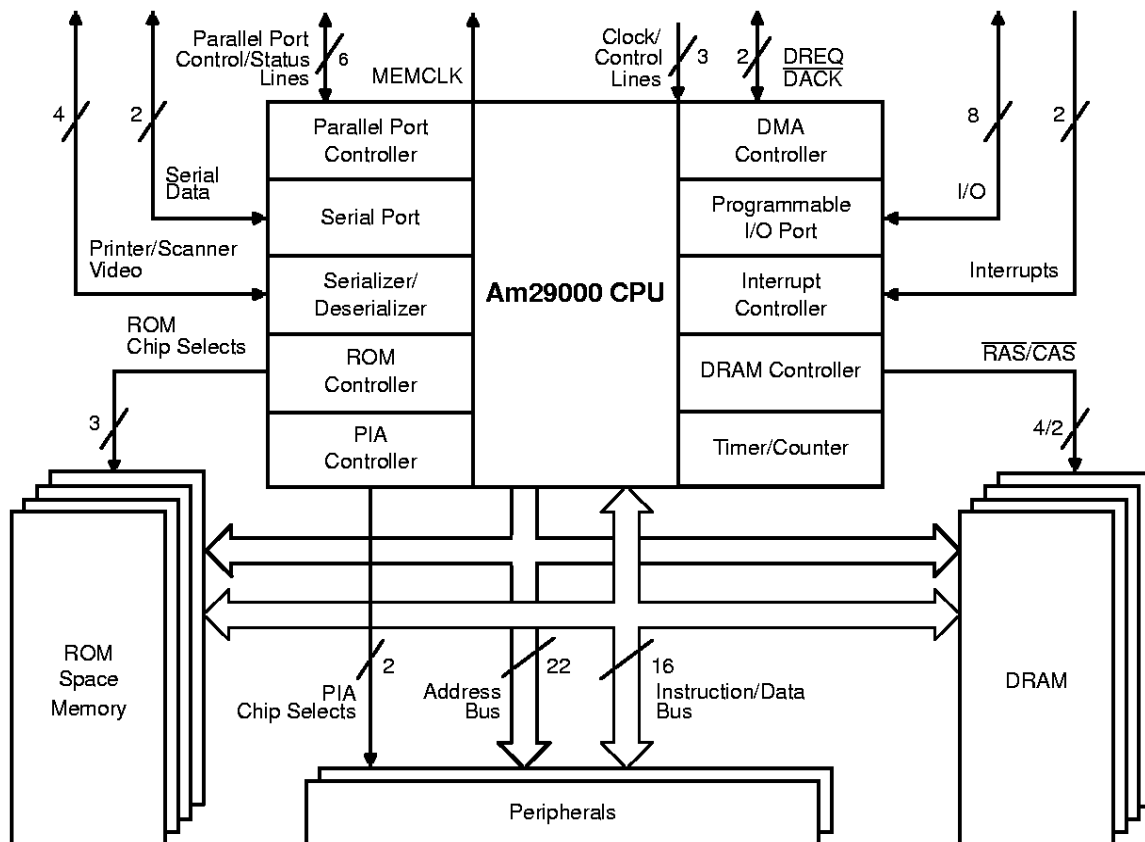 Parallel Port
Control/Status
Lines
6
MEMCLK
Clock/
Control
Lines
3
2
DREQ
DACK
4
2
8
2
Serial
Data
Printer/Scanner
Video
ROM
Chip Selects
3
Parallel Port
Controller
Serial Port
Serializer/
Deserializer
ROM
Controller
PIA
Controller
Am29000 CPU
DMA
Controller
Programmable
I/O Port
Interrupt
Controller
DRAM Controller
Timer/Counter
I/O
Interrupts
RAS/CAS
4/2
ROM
Space
Memory
2
PIA
Chip Selects
22
Address
Bus
16
Instruction/Data
Bus
DRAM
Peripherals